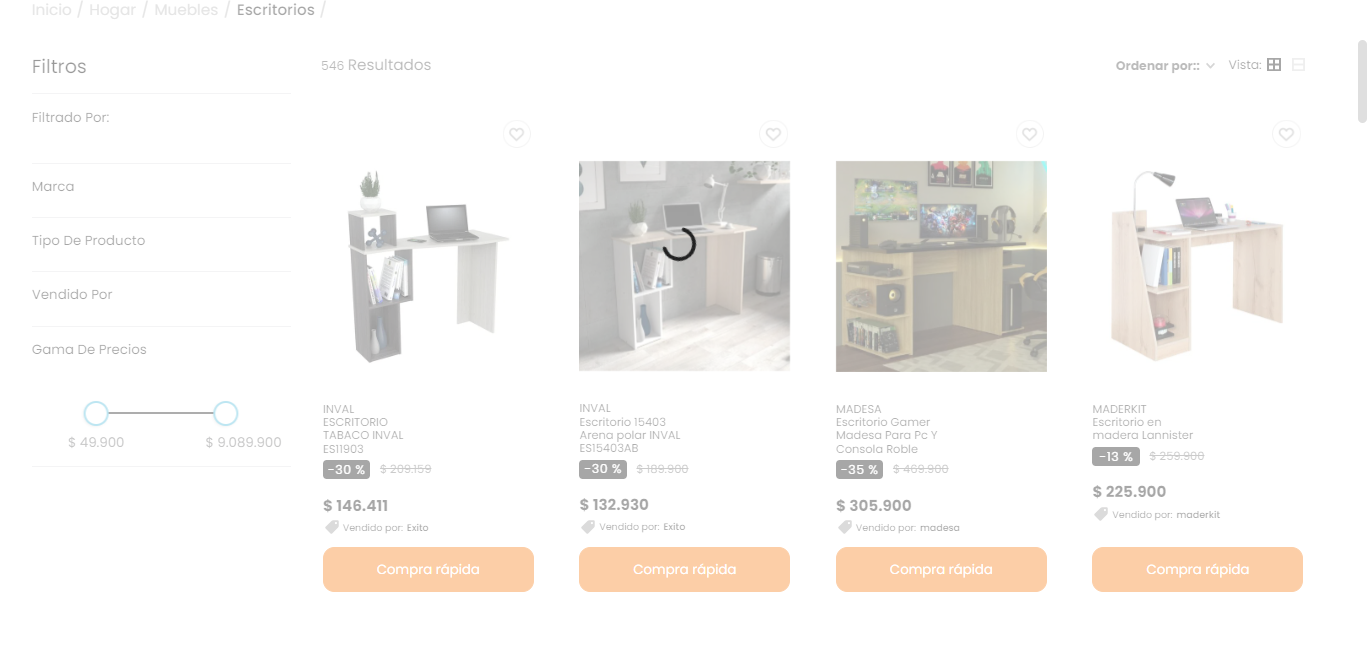 Inicio / Hogar / Muebles / Escritorios /
Filtros
546 Resultados
Ordenar por::
Vista:
Filtrado Por:
Marca
Tipo De Producto
Vendido Por
Gama De Precios
$ 49.900
$ 9.089.900
INVAL
ESCRITORIO
TABACO INVAL
ES11903
-30 %
$ 209.159
$ 146.411
Vendido por: Exito
Compra rápida
INVAL
Escritorio 15403
Arena polar INVAL
ES15403AB
-30 %
$ 189.900
$ 132.930
Vendido por: Exito
Compra rápida
MADESA
Escritorio Gamer
Madesa Para Pc Y
Consola Roble
-35 %
$ 469.900
$ 305.900
Vendido por: madesa
Compra rápida
MADERKIT
Escritorio en
madera Lannister
-13 %
$ 259.900
$ 225.900
Vendido por: maderkit
Compra rápida